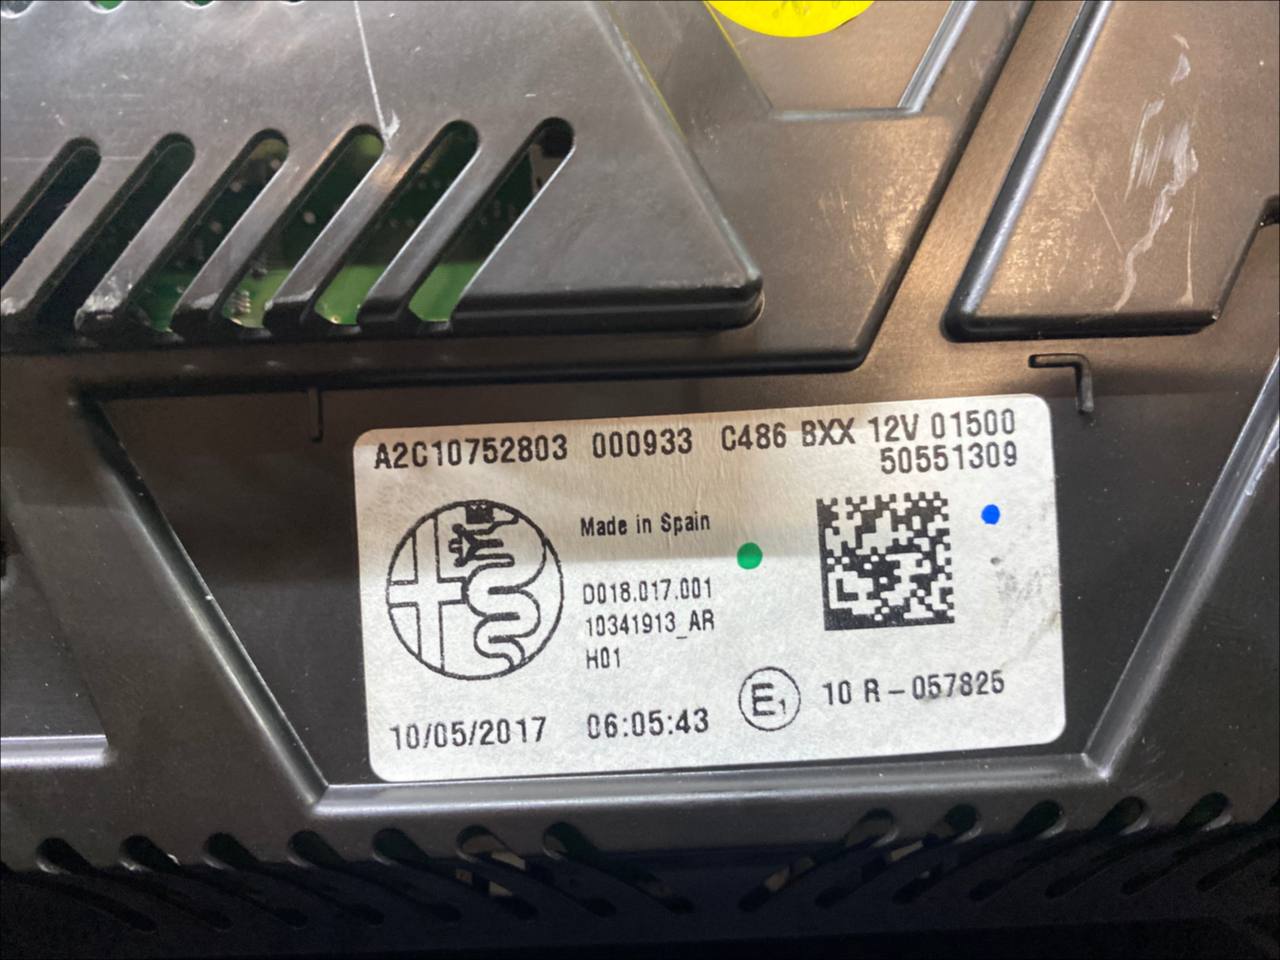 A2C10752803 000933 C486 BXX 12V 01500
50551309
Made in Spain
D018.017.001
10341913_AR
H01
10/05/2017 06:05:43 E1 10 R-057825